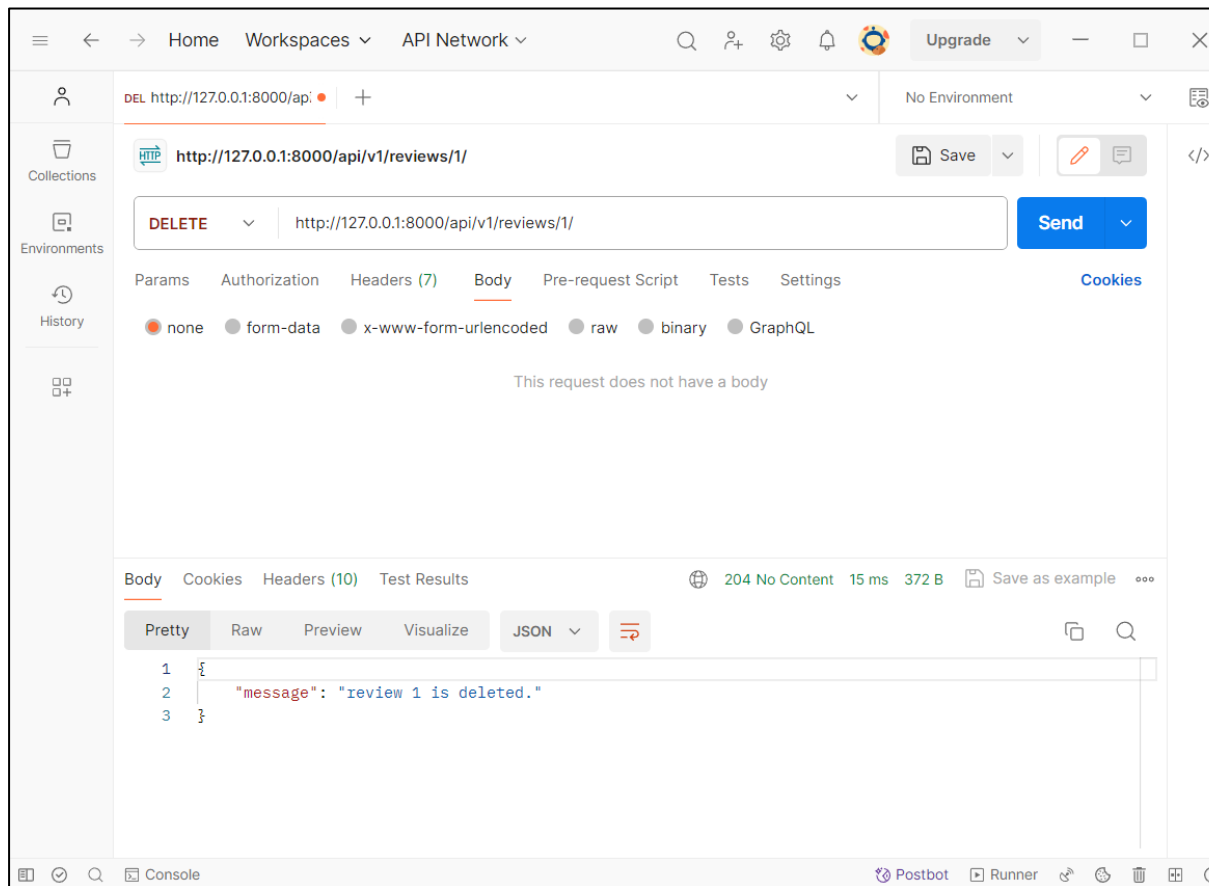 Home Workspaces API Network Upgrade
DEL http://127.0.0.1:8000/ap No Environment
HTTP http://127.0.0.1:8000/api/v1/reviews/1/ Save
Collections
DELETE http://127.0.0.1:8000/api/v1/reviews/1/ Send
Environments
Params Authorization Headers (7) Body Pre-request Script Tests Settings Cookies
History
none form-data x-www-form-urlencoded raw binary GraphQL
This request does not have a body
Body Cookies Headers (10) Test Results 204 No Content 15 ms 372 B Save as example
Pretty Raw Preview Visualize JSON
1 {
2 "message": "review 1 is deleted."
3 }
Console Postbot Runner